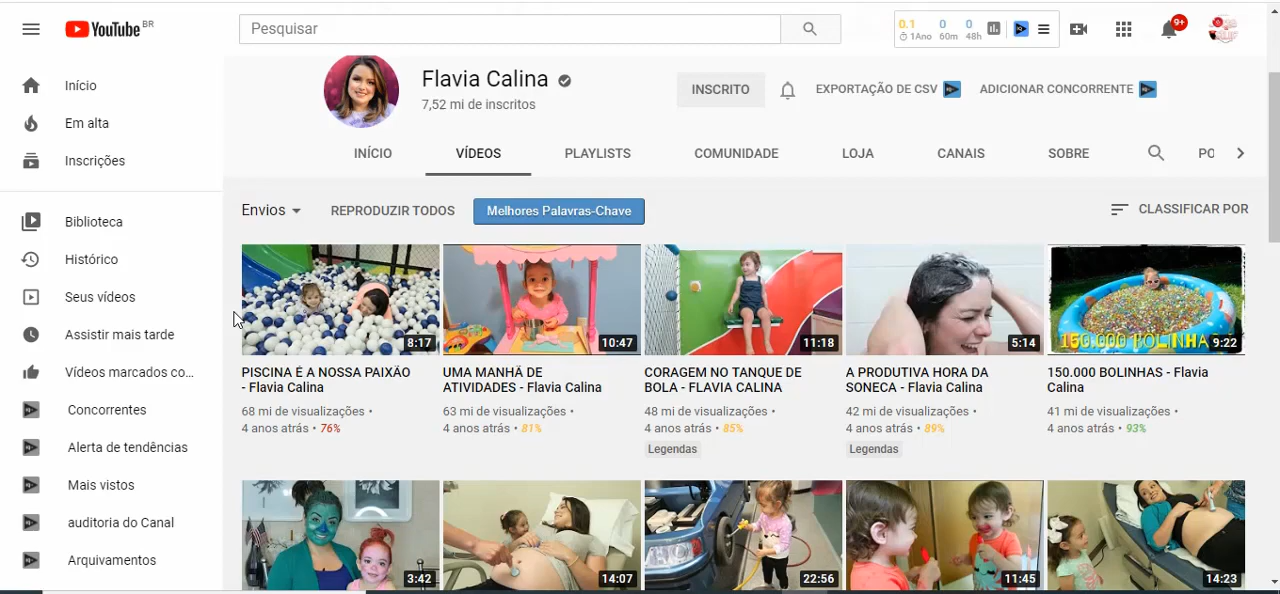 YouTube BR
Pesquisar
0.1 0 0
1Ano 60m 48h
9+
Início
Em alta
Inscrições
Biblioteca
Histórico
Seus vídeos
Assistir mais tarde
Vídeos marcados co...
Concorrentes
Alerta de tendências
Mais vistos
auditoria do Canal
Arquivamentos
Flavia Calina
7,52 mi de inscritos
INSCRITO
EXPORTAÇÃO DE CSV
ADICIONAR CONCORRENTE
INÍCIO VÍDEOS PLAYLISTS COMUNIDADE LOJA CANAIS SOBRE
Envios REPRODUZIR TODOS Melhores Palavras-Chave CLASSIFICAR POR
8:17
PISCINA É A NOSSA PAIXÃO
- Flavia Calina
68 mi de visualizações •
4 anos atrás • 76%
10:47
UMA MANHÃ DE
ATIVIDADES - Flavia Calina
63 mi de visualizações •
4 anos atrás • 81%
11:18
CORAGEM NO TANQUE DE
BOLA - FLAVIA CALINA
48 mi de visualizações •
4 anos atrás • 85%
Legendas
5:14
A PRODUTIVA HORA DA
SONECA - Flavia Calina
42 mi de visualizações •
4 anos atrás • 89%
Legendas
9:22
150.000 BOLINHAS - Flavia
Calina
41 mi de visualizações •
4 anos atrás • 93%
3:42
14:07
22:56
11:45
14:23